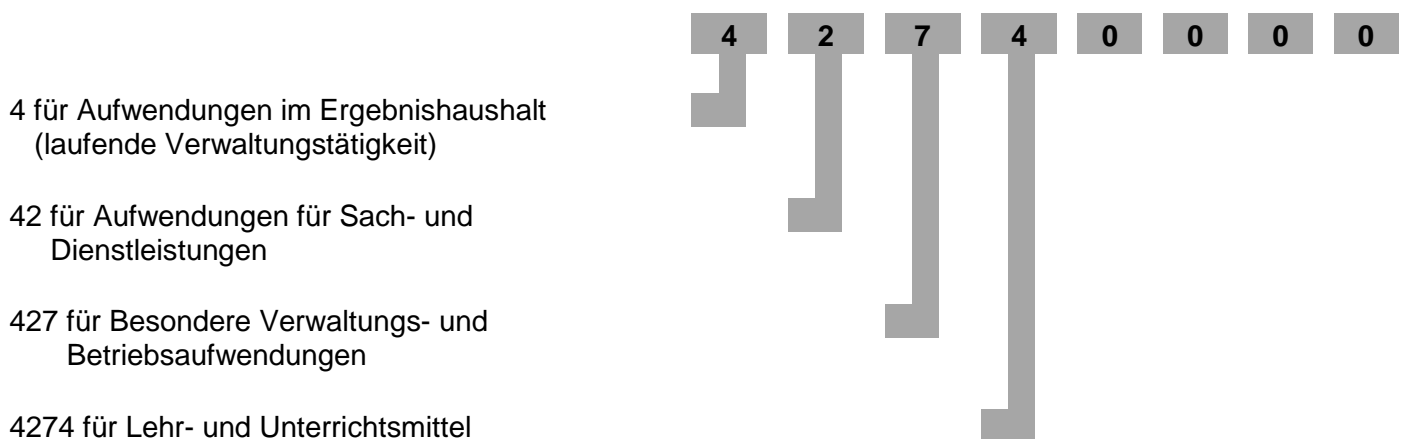 4 2 7 4 0 0 0 0
4 für Aufwendungen im Ergebnishaushalt
(laufende Verwaltungstätigkeit)
42 für Aufwendungen für Sach- und
Dienstleistungen
427 für Besondere Verwaltungs- und
Betriebsaufwendungen
4274 für Lehr- und Unterrichtsmittel